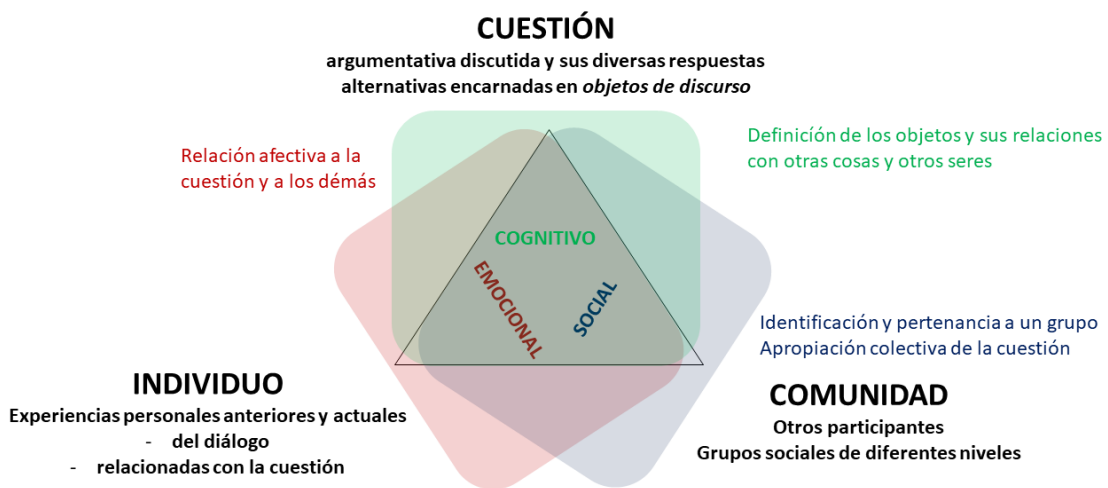 CUESTIÓN
argumentativa discutida y sus diversas respuestas
alternativas encarnadas en objetos de discurso
Relación afectiva a la
cuestión y a los démás
Definicíón de los objetos y sus relaciones
con otras cosas y otros seres
COGNITIVO
EMOCIONAL
SOCIAL
Identificación y pertenancia a un grupo
Apropiación colectiva de la cuestión
INDIVIDUO
Experiencias personales anteriores y actuales
- del diálogo
- relacionadas con la cuestión
COMUNIDAD
Otros participantes
Grupos sociales de diferentes niveles